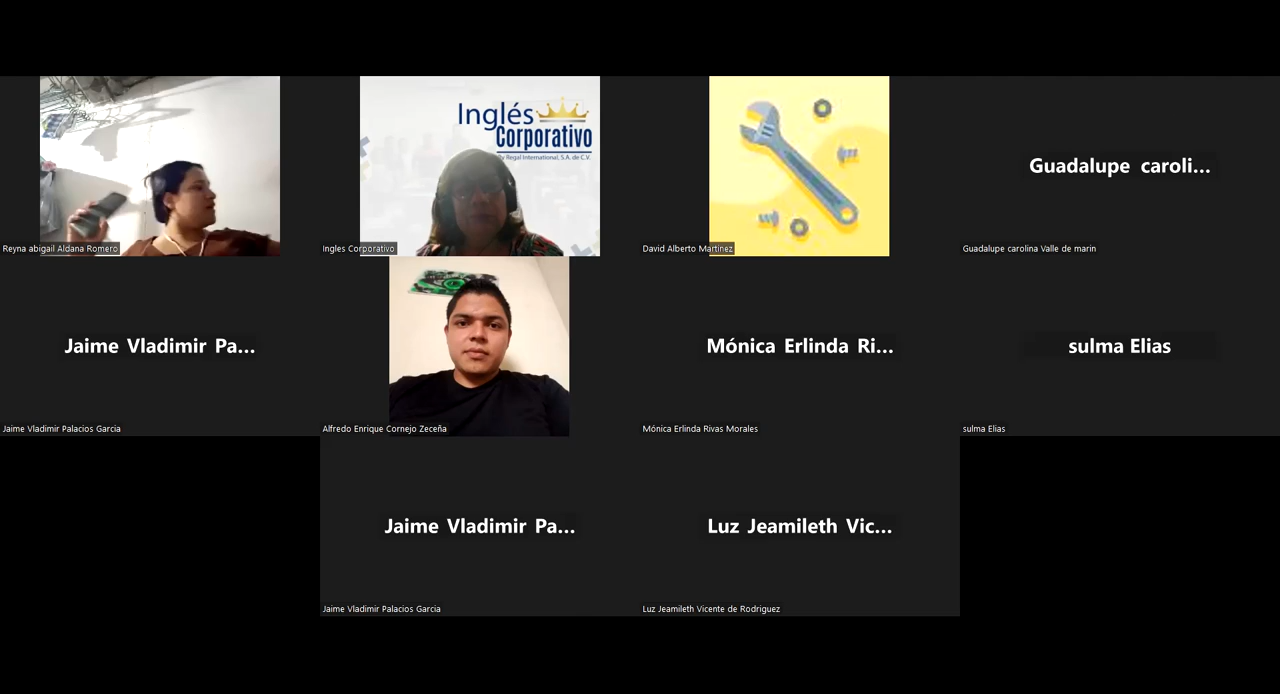 Inglés
Corporativo
By Regal International, S.A. de C.V.
Reyna abigail Aldana Romero
Ingles Corporativo
David Alberto Martinez
Guadalupe caroli...
Guadalupe carolina Valle de marin
Jaime Vladimir Pa...
Jaime Vladimir Palacios Garcia
Alfredo Enrique Cornejo Zeceña
Mónica Erlinda Ri...
Mónica Erlinda Rivas Morales
sulma Elias
sulma Elias
Jaime Vladimir Pa...
Jaime Vladimir Palacios Garcia
Luz Jeamileth Vic...
Luz Jeamileth Vicente de Rodriguez